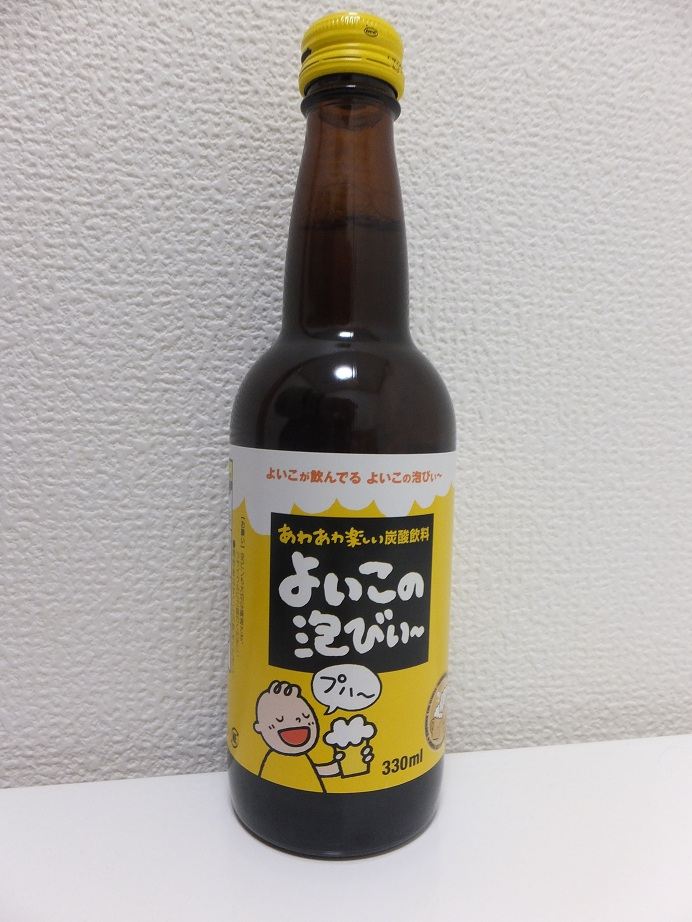 よいこが飲んでる よいこの泡びぃ〜
あわあわ楽しい炭酸飲料
よいこの
泡びぃ〜
プハ〜
330ml